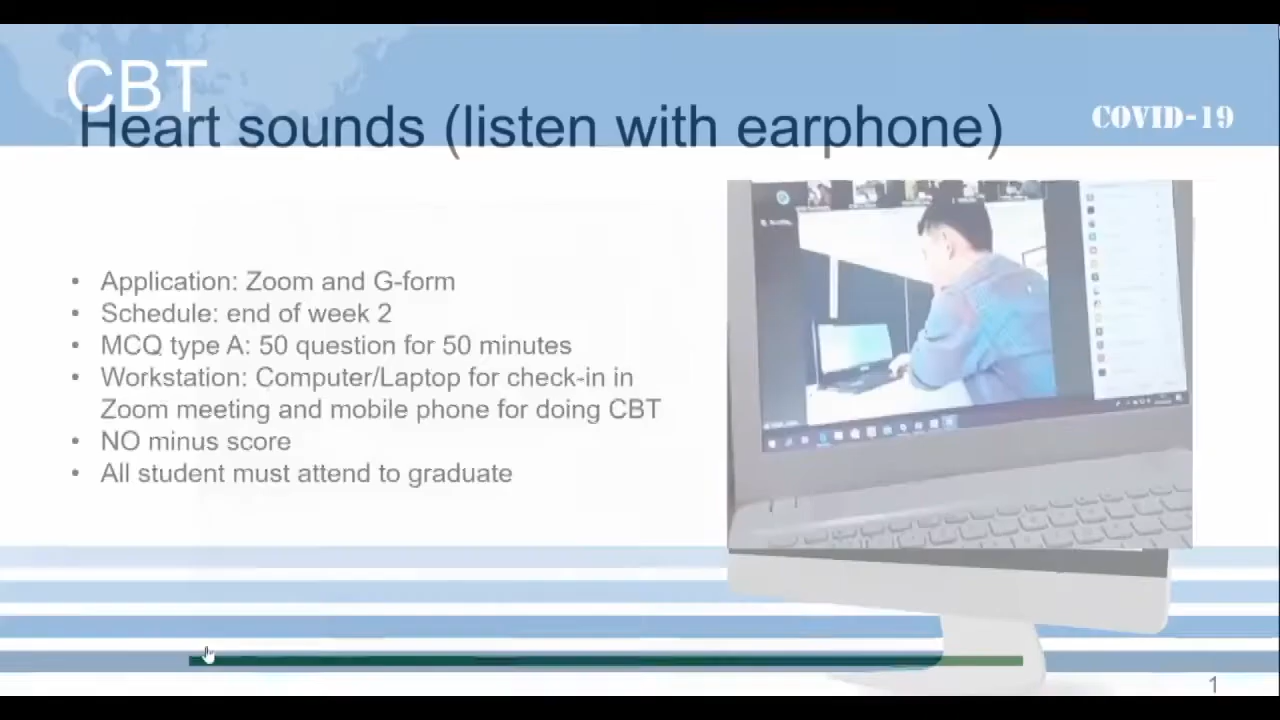 CBT
Heart sounds (listen with earphone)
COVID-19
• Application: Zoom and G-form
• Schedule: end of week 2
• MCQ type A: 50 question for 50 minutes
• Workstation: Computer/Laptop for check-in in
Zoom meeting and mobile phone for doing CBT
• NO minus score
• All student must attend to graduate
1